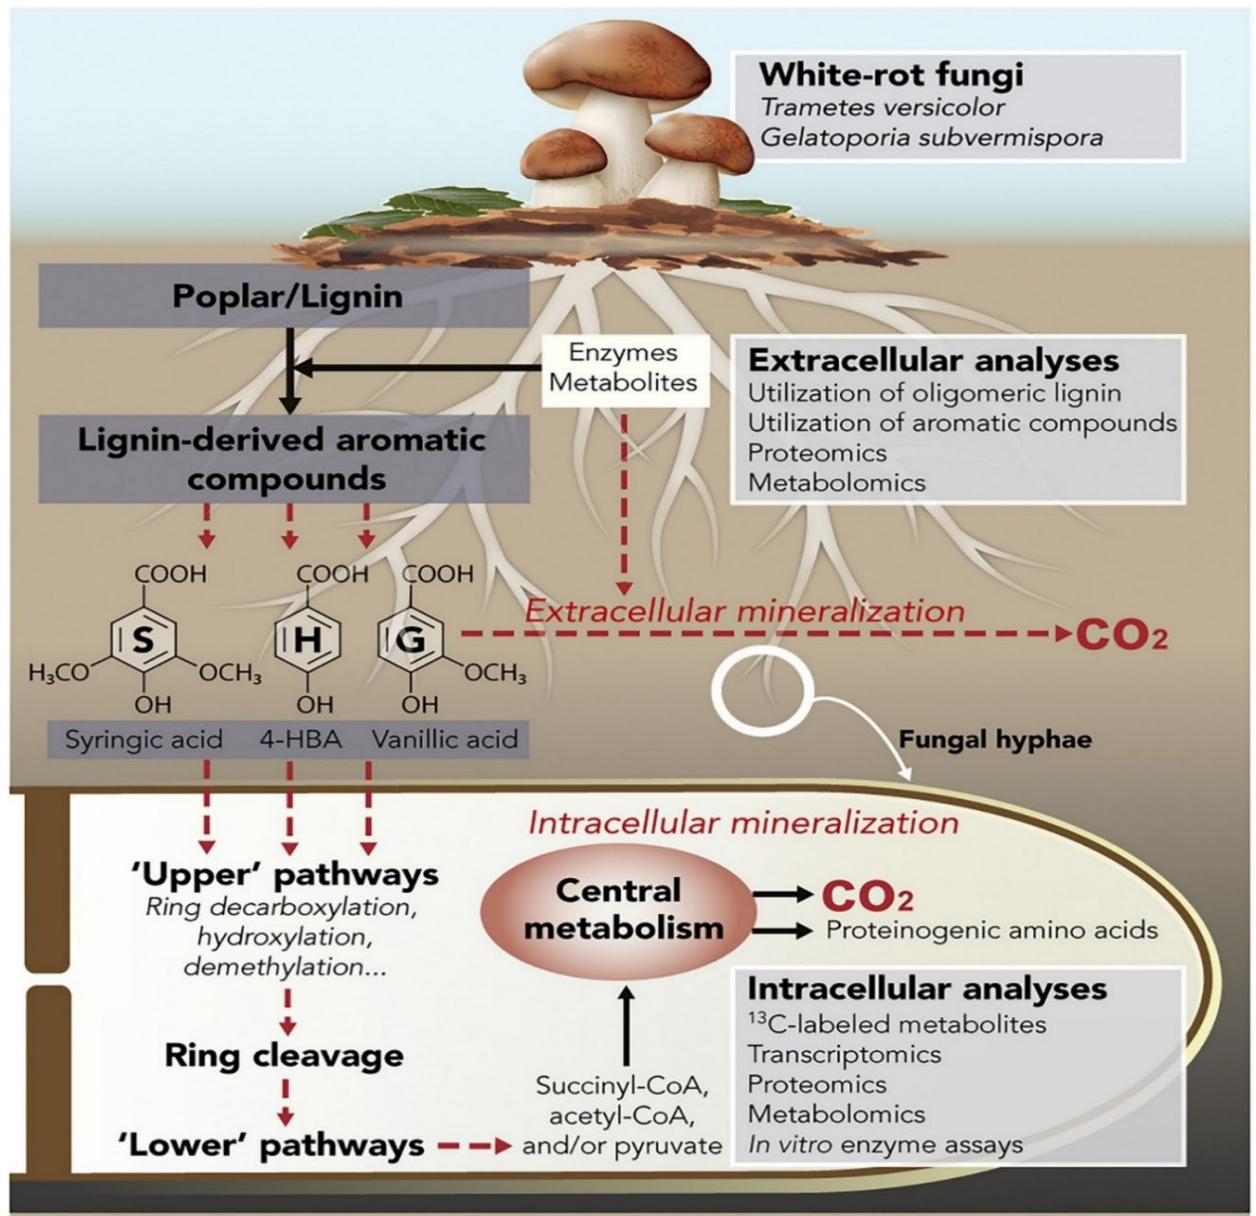 White-rot fungi
Trametes versicolor
Gelatoporia subvermispora
Poplar/Lignin
Enzymes
Metabolites
Extracellular analyses
Utilization of oligomeric lignin
Utilization of aromatic compounds
Proteomics
Metabolomics
Lignin-derived aromatic
compounds
COOH COOH COOH
S H G
H₃CO OCH₃ OCH₃
OH OH OH
Syringic acid 4-HBA Vanillic acid
Extracellular mineralization
CO₂
Fungal hyphae
Intracellular mineralization
'Upper' pathways
Ring decarboxylation,
hydroxylation,
demethylation...
Ring cleavage
'Lower' pathways
Succinyl-CoA,
acetyl-CoA,
and/or pyruvate
Central
metabolism
CO₂
Proteinogenic amino acids
Intracellular analyses
¹³C-labeled metabolites
Transcriptomics
Proteomics
Metabolomics
In vitro enzyme assays